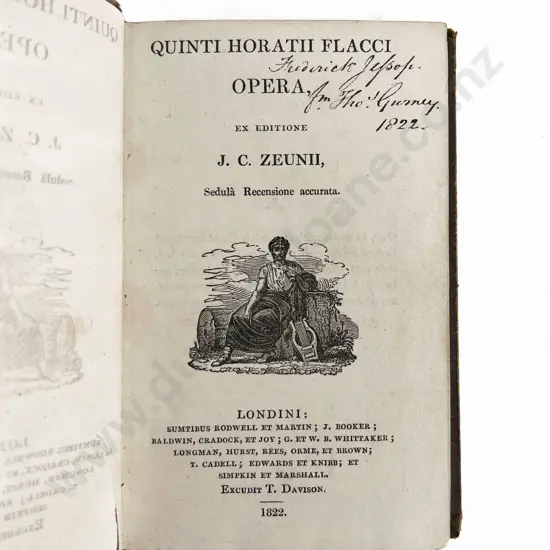 QUINTI HORATII FLACCI
Frederick Jessop.
OPERA,
fm Thos. Gurney.
1822.
EX EDITIONE
J. C. ZEUNII,
Sedulâ Recensione accurata.
LONDINI:
SUMTIBUS RODWELL ET MARTIN; J. BOOKER;
BALDWIN, CRADOCK, ET JOY; G. ET W. B. WHITTAKER;
LONGMAN, HURST, REES, ORME, ET BROWN;
T. CADELL; EDWARDS ET KNIBB; ET
SIMPKIN ET MARSHALL.
EXCUDIT T. DAVISON.
1822.